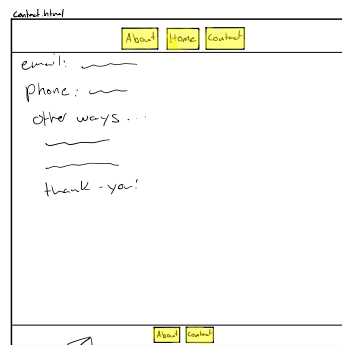 contact.html
About Home Contact
email:
phone:
other ways...
thank-you!
About Contact